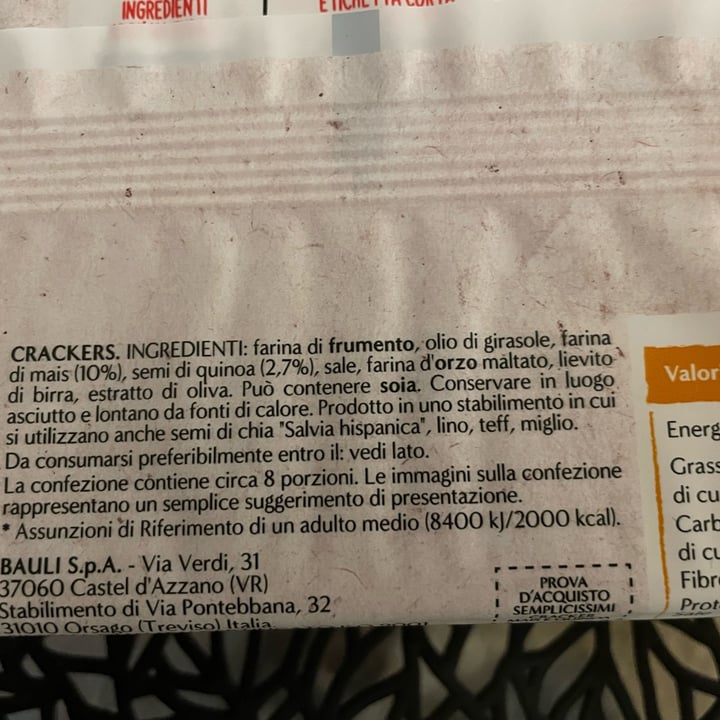 INGREDIENTI
ETICHETTA CORTA
CRACKERS. INGREDIENTI: farina di frumento, olio di girasole, farina
di mais (10%), semi di quinoa (2,7%), sale, farina d'orzo maltato, lievito
di birra, estratto di oliva. Può contenere soia. Conservare in luogo
asciutto e lontano da fonti di calore. Prodotto in uno stabilimento in cui
si utilizzano anche semi di chia "Salvia hispanica", lino, teff, miglio.
Da consumarsi preferibilmente entro il: vedi lato.
La confezione contiene circa 8 porzioni. Le immagini sulla confezione
rappresentano un semplice suggerimento di presentazione.
* Assunzioni di Riferimento di un adulto medio (8400 kJ/2000 kcal).
BAULI S.p.A. - Via Verdi, 31
37060 Castel d'Azzano (VR)
Stabilimento di Via Pontebbana, 32
31010 Orsago (Treviso) Italia.
PROVA
D'ACQUISTO
SEMPLICISSIMI
Valor
Energ
Grass
di cu
Carb
di cu
Fibr
Prot